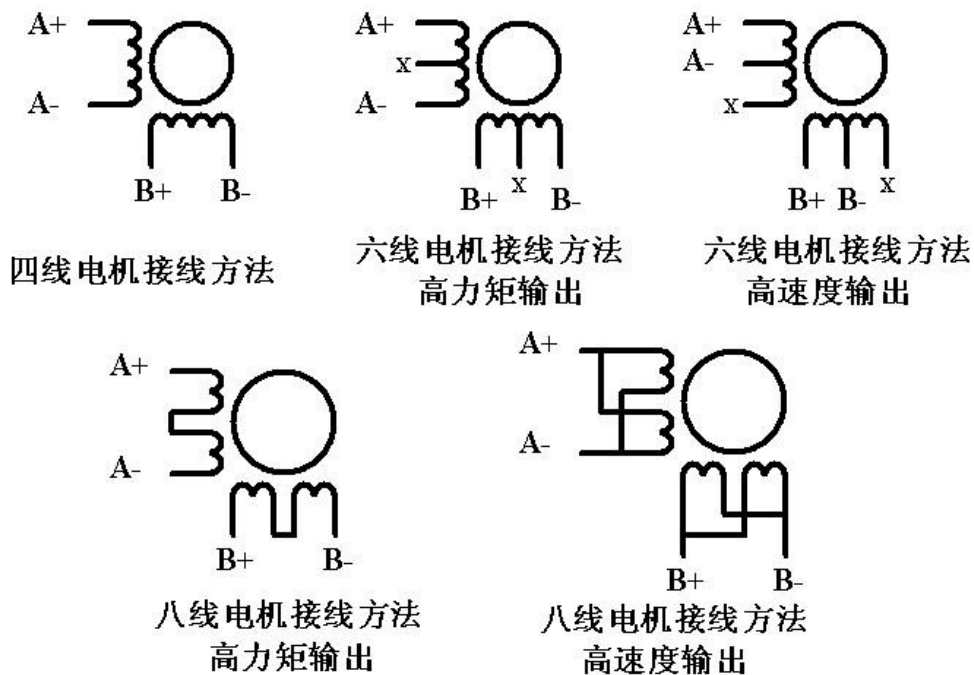 A+
A-
B+ B-
四线电机接线方法
A+
x
A-
B+ x B-
六线电机接线方法
高力矩输出
A+
A-
x
B+ B- x
六线电机接线方法
高速度输出
A+
A-
B+ B-
八线电机接线方法
高力矩输出
A+
A-
B+ B-
八线电机接线方法
高速度输出